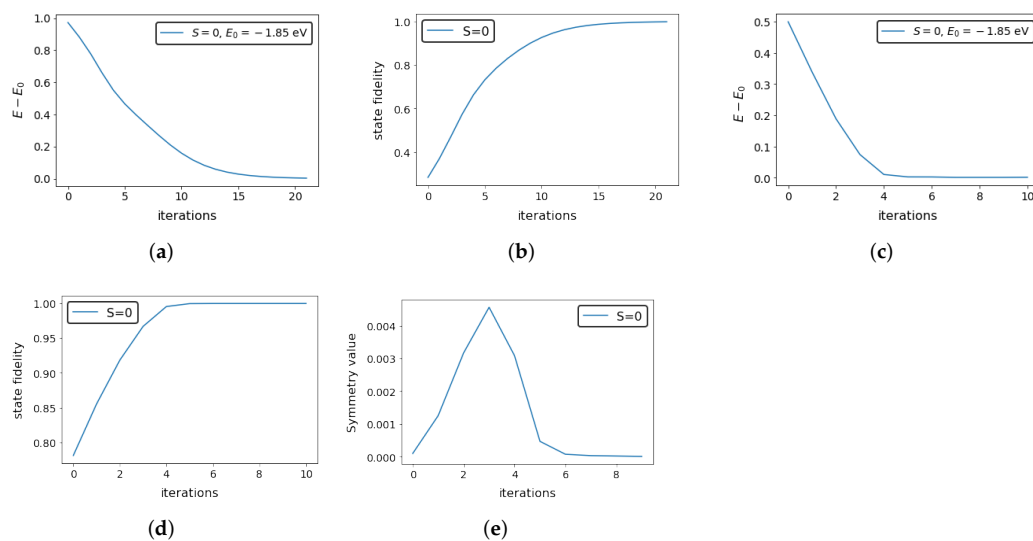 1.0
0.8
0.6
0.4
0.2
0.0
E − E₀
S = 0, E₀ = −1.85 eV
0 5 10 15 20
iterations
(a)
1.0
0.8
0.6
0.4
state fidelity
S=0
0 5 10 15 20
iterations
(b)
0.5
0.4
0.3
0.2
0.1
0.0
E − E₀
S = 0, E₀ = −1.85 eV
0 2 4 6 8 10
iterations
(c)
1.00
0.95
0.90
0.85
0.80
state fidelity
S=0
0 2 4 6 8 10
iterations
(d)
0.004
0.003
0.002
0.001
0.000
Symmetry value
S=0
0 2 4 6 8
iterations
(e)